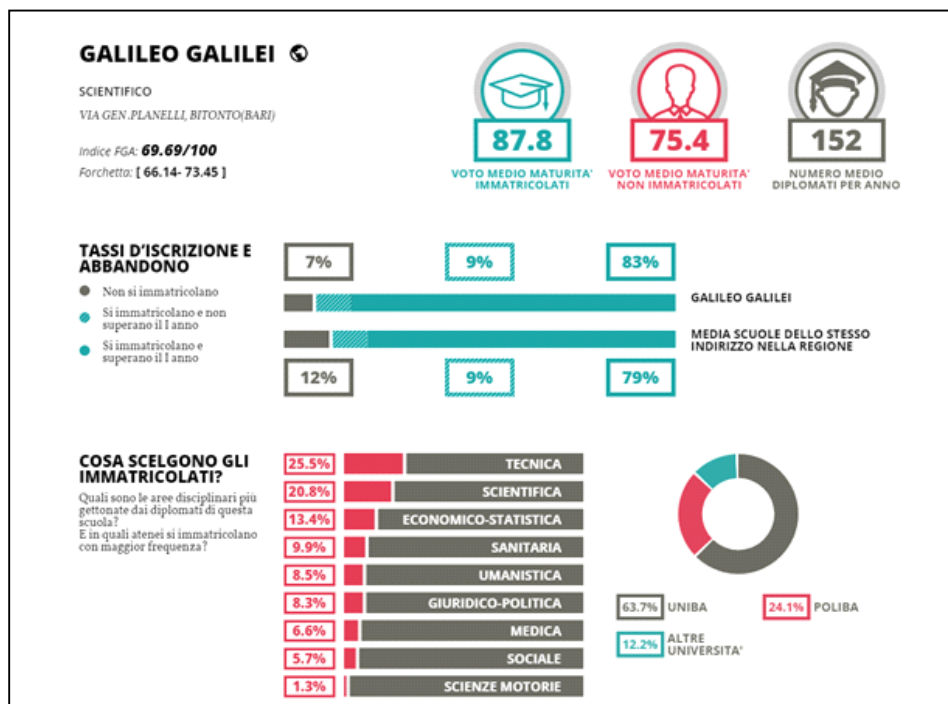 GALILEO GALILEI
SCIENTIFICO
VIA GEN.PLANELLI, BITONTO(BARI)
Indice FGA: 69.69/100
Forchetta: [ 66.14- 73.45 ]
87.8
VOTO MEDIO MATURITA'
IMMATRICOLATI
75.4
VOTO MEDIO MATURITA'
NON IMMATRICOLATI
152
NUMERO MEDIO
DIPLOMATI PER ANNO
TASSI D'ISCRIZIONE E
ABBANDONO
Non si immatricolano
Si immatricolano e non
superano il I anno
Si immatricolano e
superano il I anno
7%
9%
83%
GALILEO GALILEI
MEDIA SCUOLE DELLO STESSO
INDIRIZZO NELLA REGIONE
12%
9%
79%
COSA SCELGONO GLI
IMMATRICOLATI?
Quali sono le aree disciplinari più
gettonate dai diplomati di questa
scuola?
E in quali atenei si immatricolano
con maggior frequenza?
25.5% TECNICA
20.8% SCIENTIFICA
13.4% ECONOMICO-STATISTICA
9.9% SANITARIA
8.5% UMANISTICA
8.3% GIURIDICO-POLITICA
6.6% MEDICA
5.7% SOCIALE
1.3% SCIENZE MOTORIE
63.7% UNIBA
24.1% POLIBA
12.2% ALTRE
UNIVERSITA'